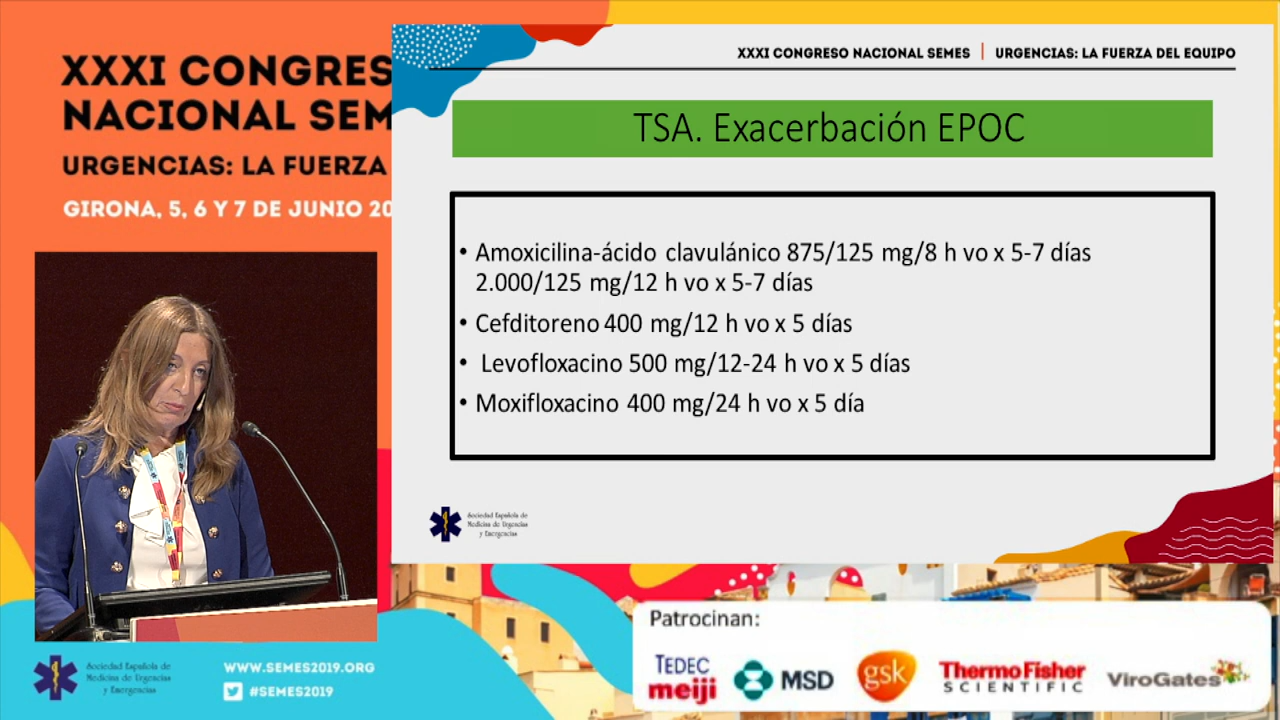 XXXI CONGRES
NACIONAL SEM
URGENCIAS: LA FUERZA
GIRONA, 5, 6 Y 7 DE JUNIO 20
XXXI CONGRESO NACIONAL SEMES | URGENCIAS: LA FUERZA DEL EQUIPO
TSA. Exacerbación EPOC
• Amoxicilina-ácido clavulánico 875/125 mg/8 h vo x 5-7 días
2.000/125 mg/12 h vo x 5-7 días
• Cefditoreno 400 mg/12 h vo x 5 días
• Levofloxacino 500 mg/12-24 h vo x 5 días
• Moxifloxacino 400 mg/24 h vo x 5 día
Sociedad Española de
Medicina de Urgencias
y Emergencias
Sociedad Española de
Medicina de Urgencias
y Emergencias
WWW.SEMES2019.ORG
#SEMES2019
Patrocinan:
TEDEC
meiji
MSD
gsk
ThermoFisher
SCIENTIFIC
ViroGates